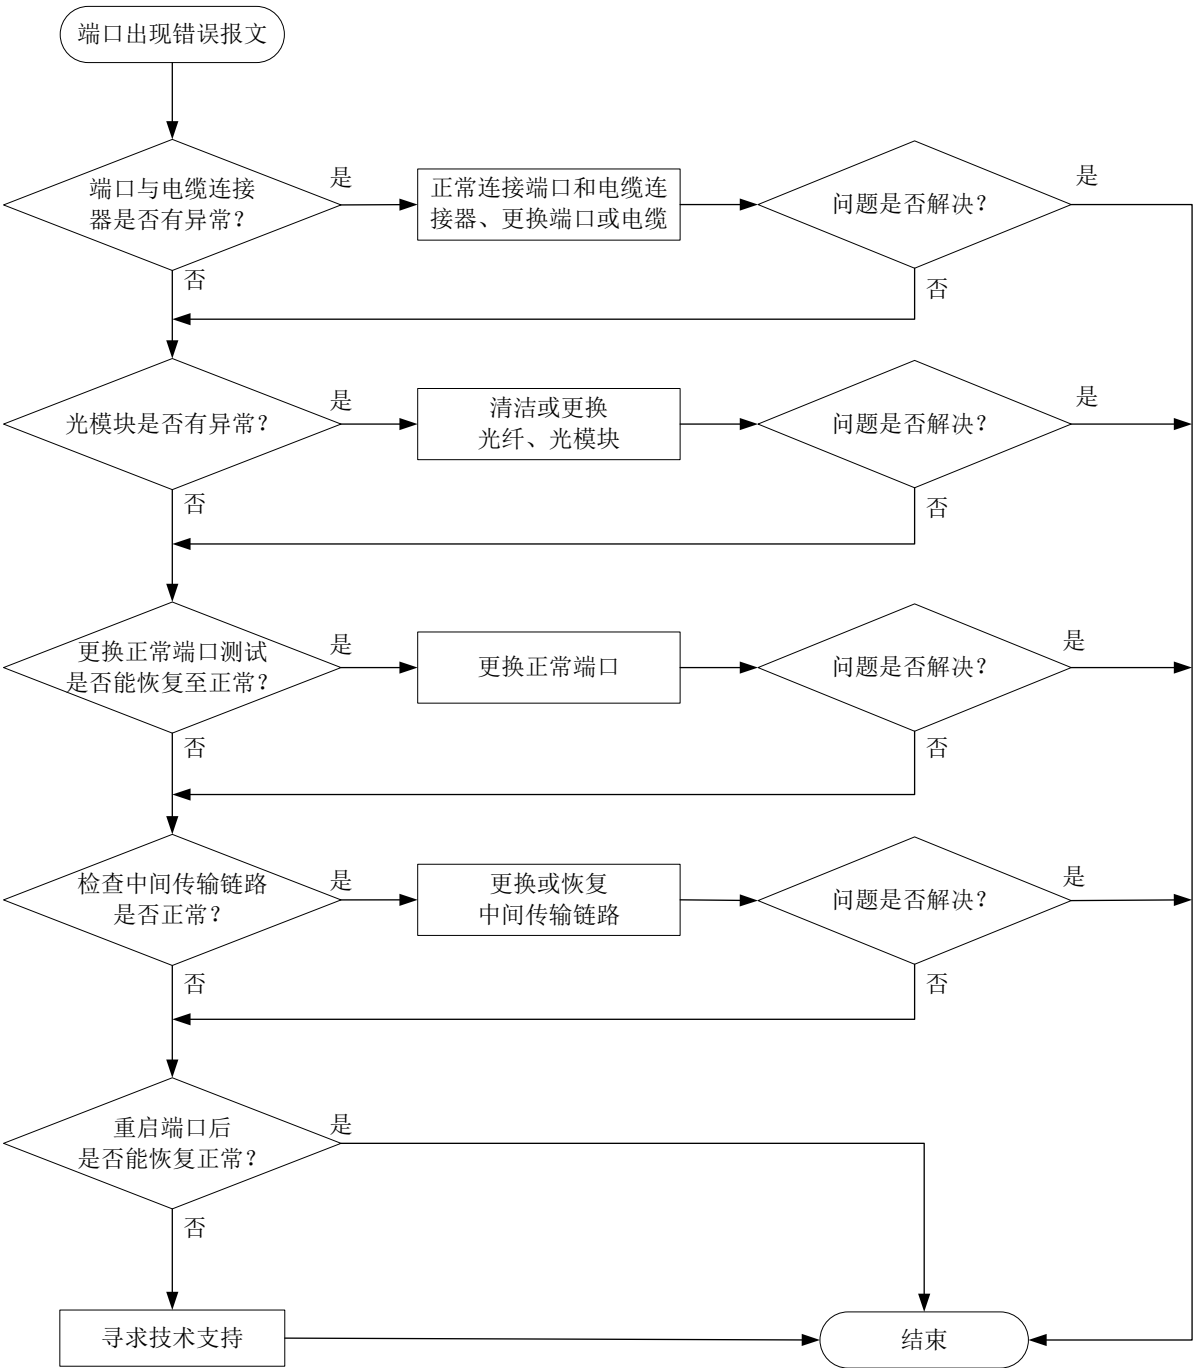 端口出现错误报文
端口与电缆连接
器是否有异常？
是
正常连接端口和电缆连
接器、更换端口或电缆
问题是否解决？
是
否
否
光模块是否有异常？
是
清洁或更换
光纤、光模块
问题是否解决？
是
否
否
更换正常端口测试
是否能恢复至正常？
是
更换正常端口
问题是否解决？
是
否
否
检查中间传输链路
是否正常？
是
更换或恢复
中间传输链路
问题是否解决？
是
否
否
重启端口后
是否能恢复正常？
是
否
寻求技术支持
结束